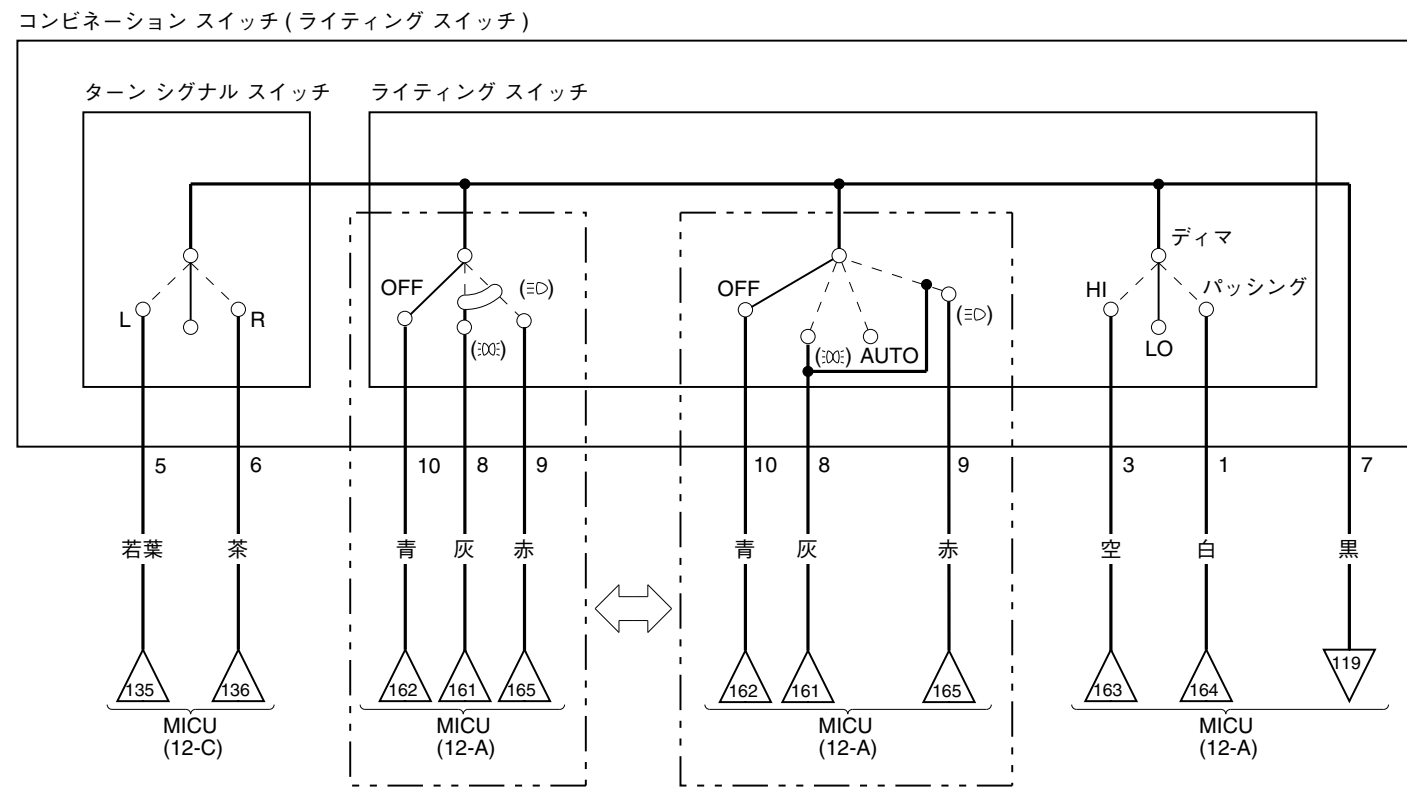 コンビネーション スイッチ ( ライティング スイッチ )
ターン シグナル スイッチ ライティング スイッチ
ディマ
OFF OFF HI パッシング
L R AUTO LO
5 6 10 8 9 10 8 9 3 1 7
若葉 茶 青 灰 赤 青 灰 赤 空 白 黒
135 136 162 161 165 162 161 165 163 164 119
MICU MICU MICU MICU
(12-C) (12-A) (12-A) (12-A)